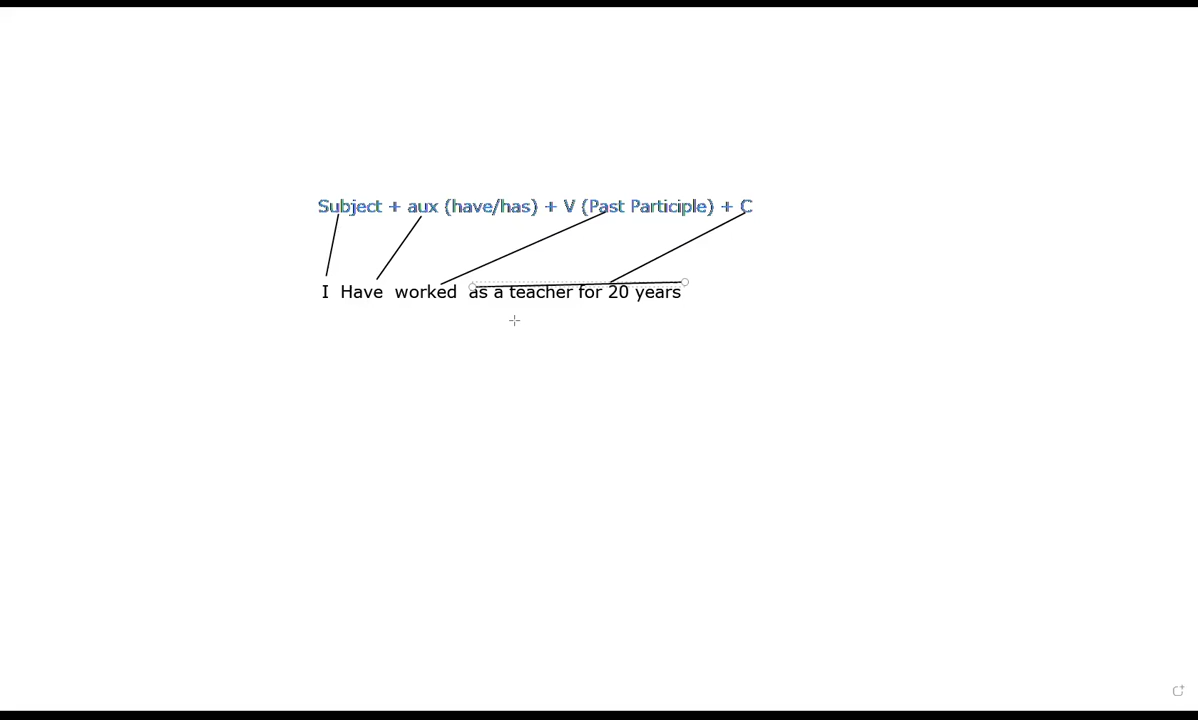 Subject + aux (have/has) + V (Past Participle) + C
I Have worked as a teacher for 20 years